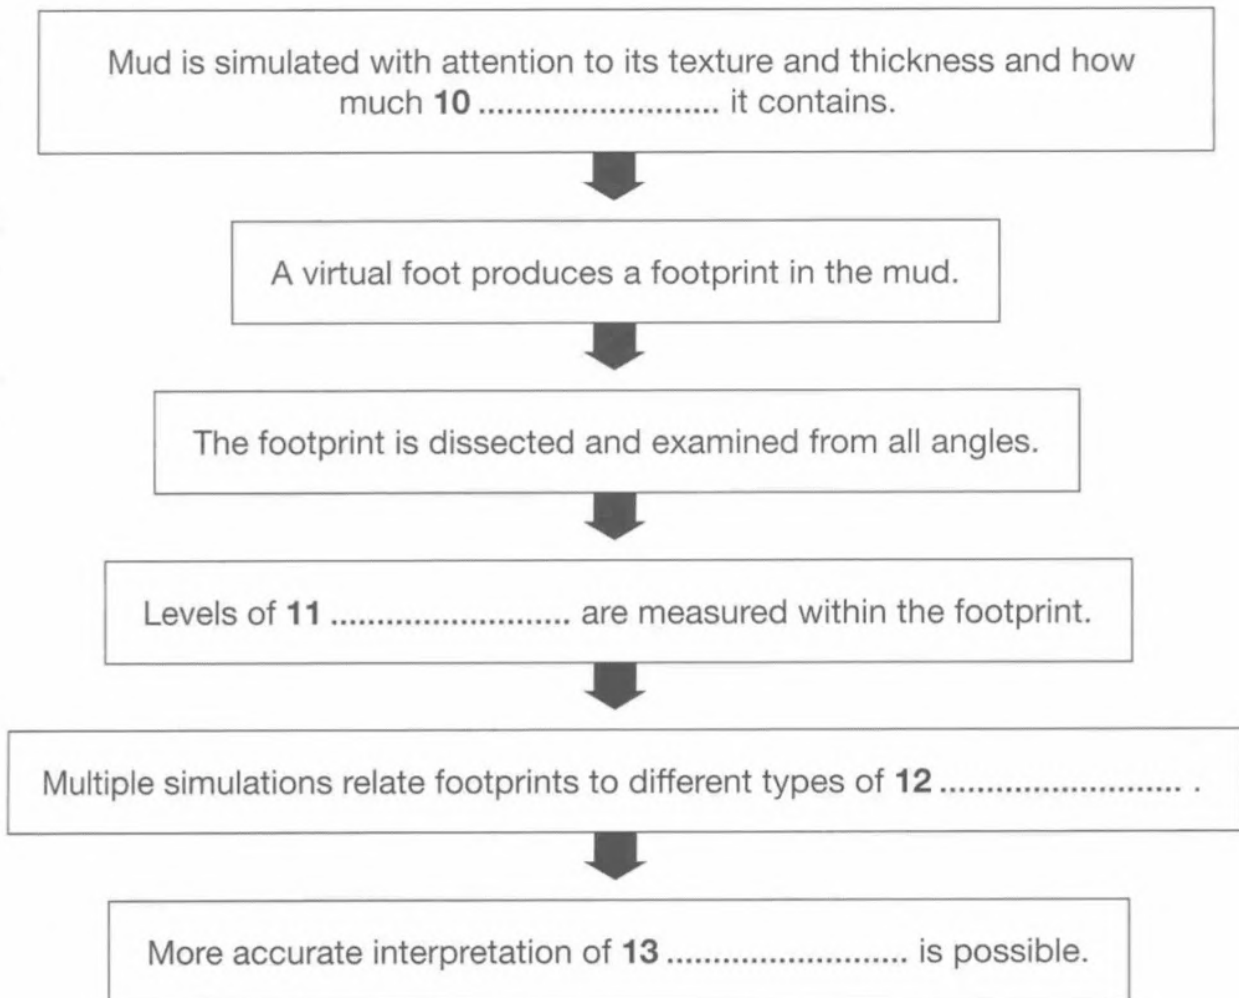 Mud is simulated with attention to its texture and thickness and how
much 10 .......................... it contains.
A virtual foot produces a footprint in the mud.
The footprint is dissected and examined from all angles.
Levels of 11 .......................... are measured within the footprint.
Multiple simulations relate footprints to different types of 12 .......................... .
More accurate interpretation of 13 .......................... is possible.